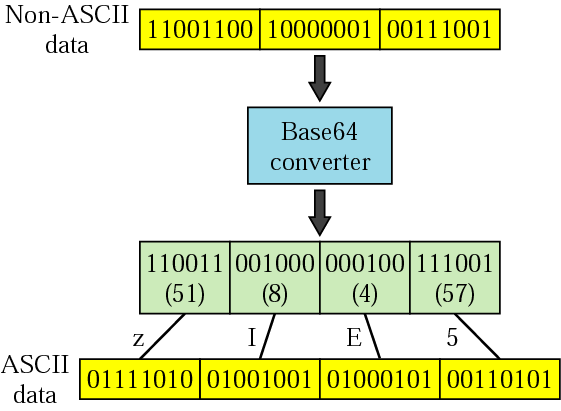 Non-ASCII
data
11001100 10000001 00111001
Base64
converter
110011 001000 000100 111001
(51) (8) (4) (57)
z I E 5
ASCII
data
01111010 01001001 01000101 00110101